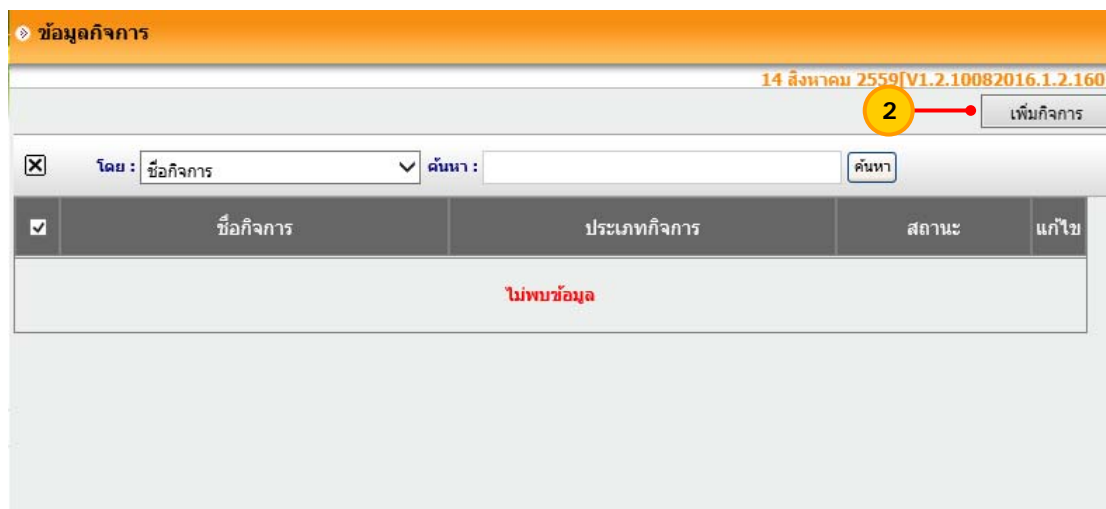 ข้อมูลกิจการ
14 สิงหาคม 2559[V1.2.10082016.1.2.160
2 เพิ่มกิจการ
โดย : ชื่อกิจการ ค้นหา : ค้นหา
ชื่อกิจการ ประเภทกิจการ สถานะ แก้ไข
ไม่พบข้อมูล